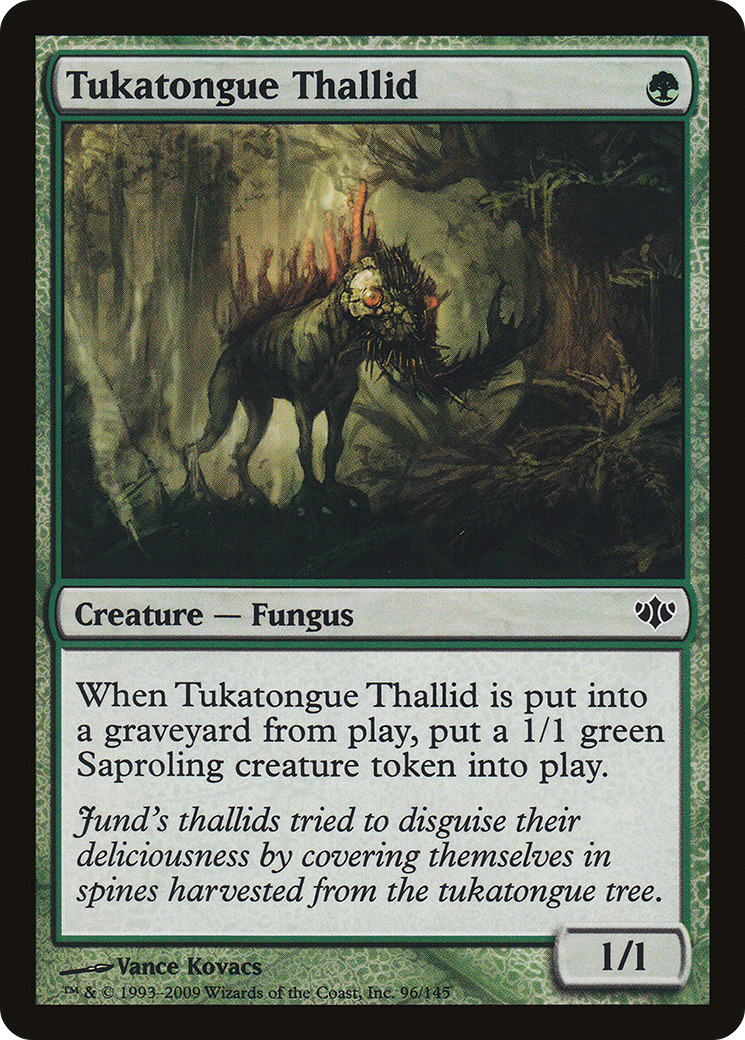 Tukatongue Thallid
Creature — Fungus
When Tukatongue Thallid is put into
a graveyard from play, put a 1/1 green
Saproling creature token into play.
Jund's thallids tried to disguise their
deliciousness by covering themselves in
spines harvested from the tukatongue tree.
1/1
Vance Kovacs
™ & © 1993–2009 Wizards of the Coast, Inc. 96/145